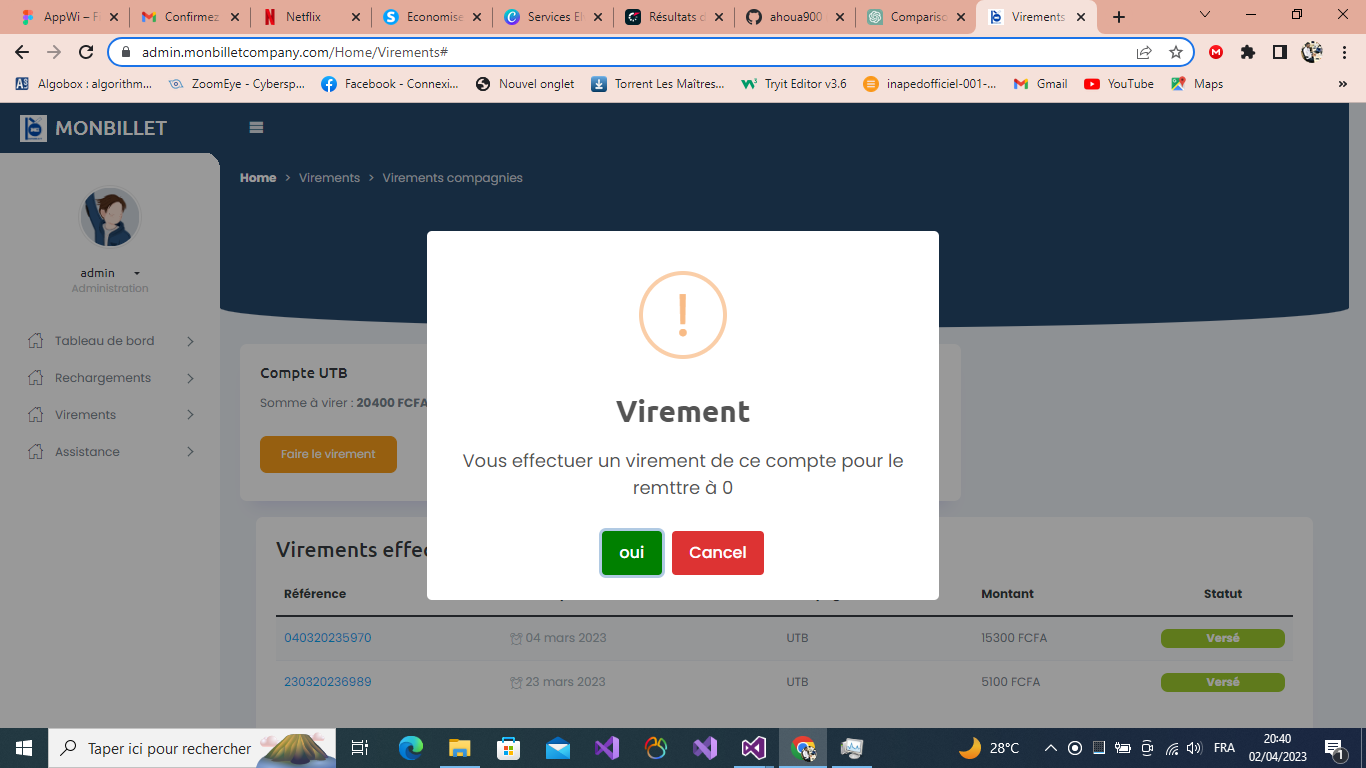 AppWi – F
Confirmez
Netflix
Economise
Services El
Résultats d
ahoua900
Compariso
Virements
admin.monbilletcompany.com/Home/Virements#
Algobox : algorithm...
ZoomEye - Cybersp...
Facebook - Connexi...
Nouvel onglet
Torrent Les Maîtres...
Tryit Editor v3.6
inapedofficiel-001-...
Gmail
YouTube
Maps
»
MONBILLET
Home > Virements > Virements compagnies
admin
Administration
Tableau de bord
Rechargements
Virements
Assistance
Compte UTB
Somme à virer : 20400 FCFA
Faire le virement
!
Virement
Vous effectuer un virement de ce compte pour le
remttre à 0
oui
Cancel
Virements effec
Référence
Montant
Statut
040320235970
04 mars 2023
UTB
15300 FCFA
Versé
230320236989
23 mars 2023
UTB
5100 FCFA
Versé
Taper ici pour rechercher
28°C
FRA
20:40
02/04/2023
1